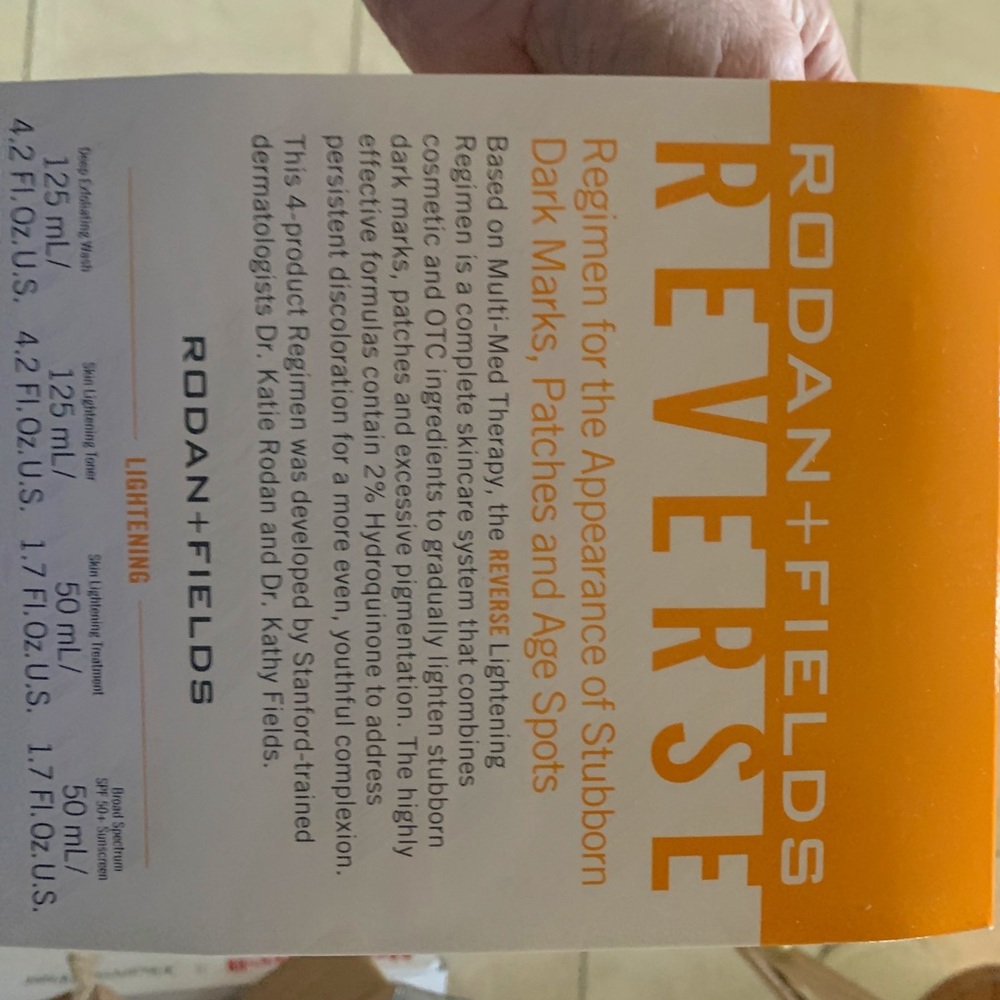 RODAN+FIELDS
REVERSE
Regimen for the Appearance of Stubborn
Dark Marks, Patches and Age Spots
Based on Multi-Med Therapy, the REVERSE Lightening
Regimen is a complete skincare system that combines
cosmetic and OTC ingredients to gradually lighten stubborn
dark marks, patches and excessive pigmentation. The highly
effective formulas contain 2% Hydroquinone to address
persistent discoloration for a more even, youthful complexion.
This 4-product Regimen was developed by Stanford-trained
dermatologists Dr. Katie Rodan and Dr. Kathy Fields.
RODAN+FIELDS
LIGHTENING
Deep Exfoliating Wash
125 mL/
4.2 Fl.Oz.U.S.
Skin Lightening Toner
125 mL/
4.2 Fl.Oz.U.S.
Skin Lightening Treatment
50 mL/
1.7 Fl.Oz.U.S.
Broad Spectrum
SPF 50+ Sunscreen
50 mL/
1.7 Fl.Oz.U.S.